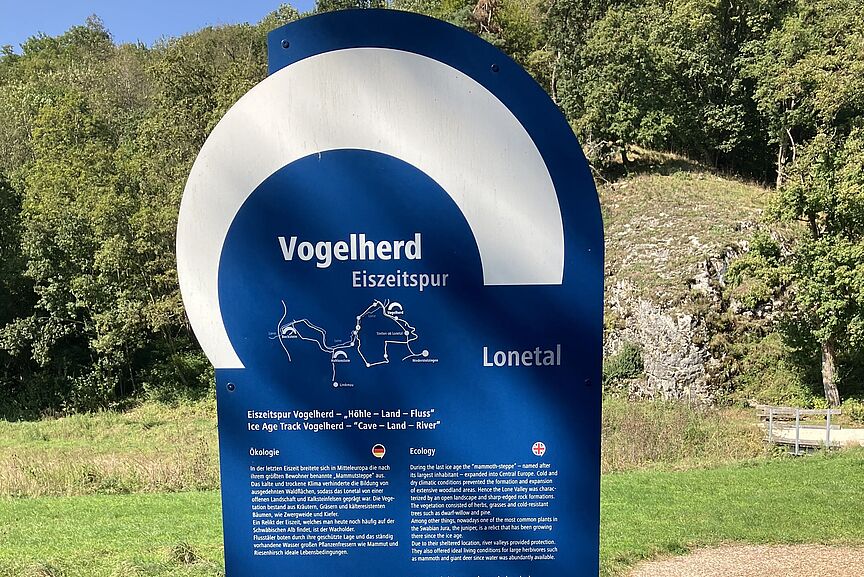 Vogelherd
Eiszeitspur
Vogelherd
Bockstein
Stetten ob Lonetal
Hohlenstein
Niederstotzingen
Lindenau
Lonetal
Eiszeitspur Vogelherd – „Höhle – Land – Fluss“
Ice Age Track Vogelherd – “Cave – Land – River”
Ökologie
In der letzten Eiszeit breitete sich in Mitteleuropa die nach
ihrem größten Bewohner benannte „Mammutsteppe“ aus.
Das kalte und trockene Klima verhinderte die Bildung von
ausgedehnten Waldflächen, sodass das Lonetal von einer
offenen Landschaft und Kalksteinfelsen geprägt war. Die Vege-
tation bestand aus Kräutern, Gräsern und kälteresistenten
Bäumen, wie Zwergweide und Kiefer.
Ein Relikt der Eiszeit, welches man heute noch häufig auf der
Schwäbischen Alb findet, ist der Wacholder.
Flusstäler boten durch ihre geschützte Lage und das ständig
vorhandene Wasser großen Pflanzenfressern wie Mammut und
Riesenhirsch ideale Lebensbedingungen.
Ecology
During the last ice age the “mammoth-steppe” – named after
its largest inhabitant – expanded into Central Europe. Cold and
dry climatic conditions prevented the formation and expansion
of extensive woodland areas. Hence the Lone Valley was charac-
terized by an open landscape and sharp-edged rock formations.
The vegetation consisted of herbs, grasses and cold-resistant
trees such as dwarf-willow and pine.
Among other things, nowadays one of the most common plants in
the Swabian Jura, the juniper, is a relict that has been growing
there since the ice age.
Due to their sheltered location, river valleys provided protection.
They also offered ideal living conditions for large herbivores such
as mammoth and giant deer since water was abundantly available.